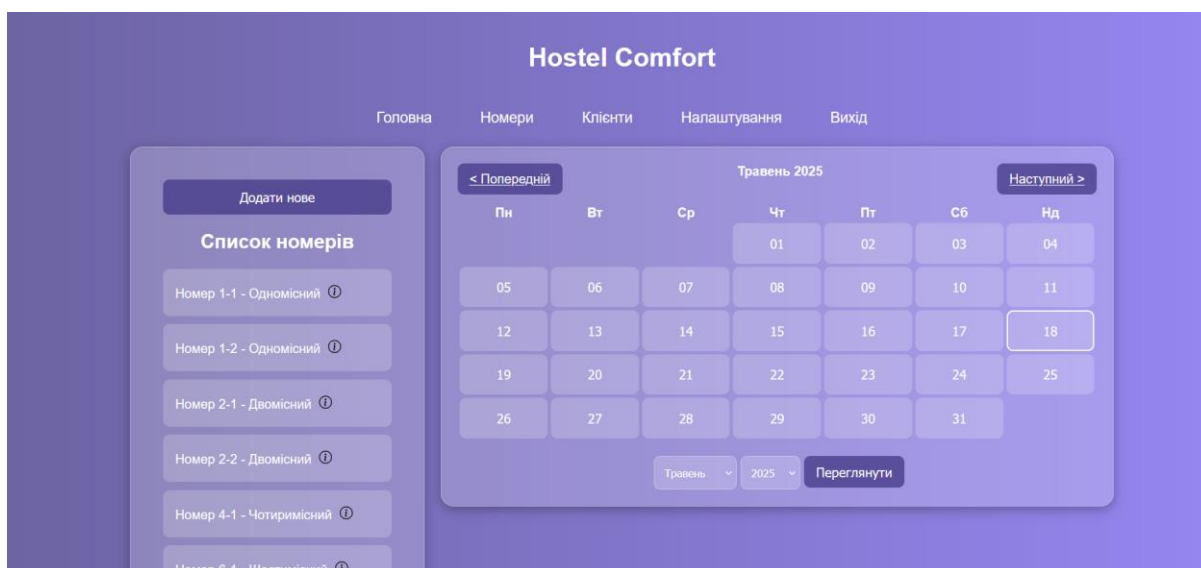 Hostel Comfort
Головна Номери Клієнти Налаштування Вихід
Додати нове
Список номерів
Номер 1-1 - Одномісний
Номер 1-2 - Одномісний
Номер 2-1 - Двомісний
Номер 2-2 - Двомісний
Номер 4-1 - Чотиримісний
< Попередній Травень 2025 Наступний >
Пн Вт Ср Чт Пт Сб Нд
01 02 03 04
05 06 07 08 09 10 11
12 13 14 15 16 17 18
19 20 21 22 23 24 25
26 27 28 29 30 31
Травень 2025 Переглянути